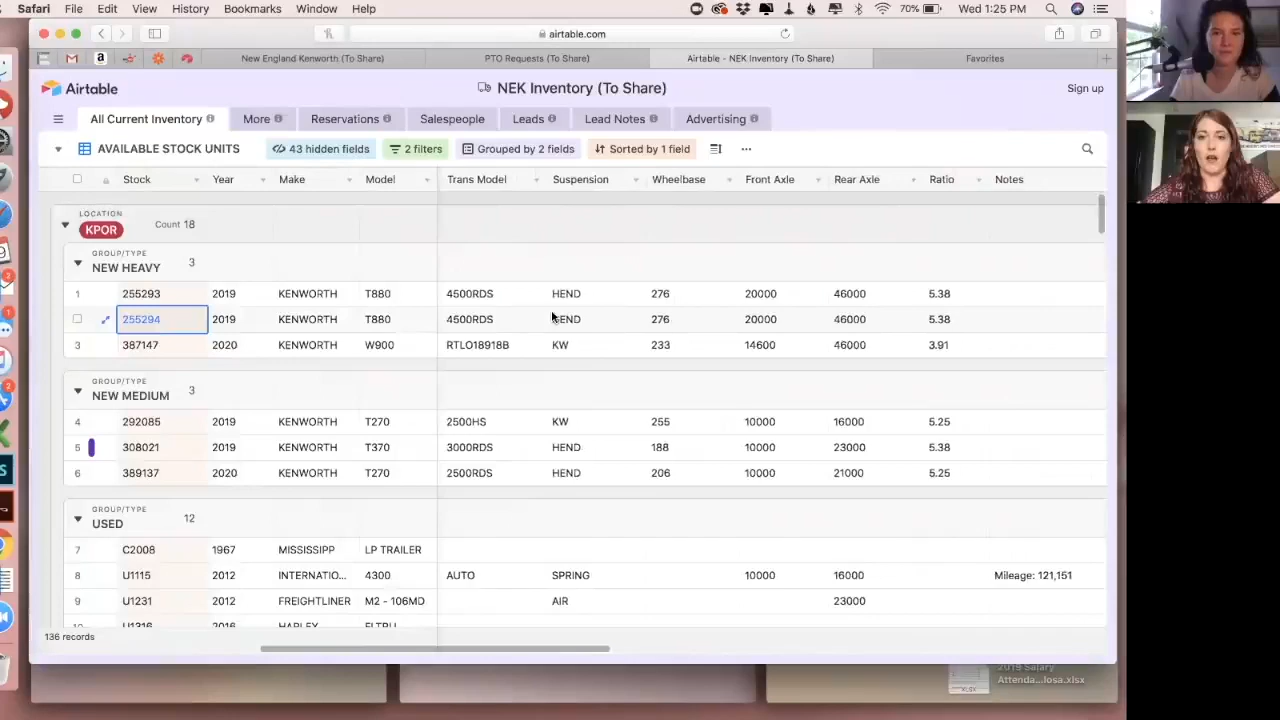 Safari File Edit View History Bookmarks Window Help 70% Wed 1:25 PM
airtable.com
New England Kenworth (To Share) PTO Requests (To Share) Airtable - NEK Inventory (To Share) Favorites
Airtable NEK Inventory (To Share) Sign up
All Current Inventory More Reservations Salespeople Leads Lead Notes Advertising
AVAILABLE STOCK UNITS 43 hidden fields 2 filters Grouped by 2 fields Sorted by 1 field
Stock Year Make Model Trans Model Suspension Wheelbase Front Axle Rear Axle Ratio Notes
LOCATION
KPOR Count 18
GROUP/TYPE
NEW HEAVY 3
1 255293 2019 KENWORTH T880 4500RDS HEND 276 20000 46000 5.38
255294 2019 KENWORTH T880 4500RDS HEND 276 20000 46000 5.38
3 387147 2020 KENWORTH W900 RTLO18918B KW 233 14600 46000 3.91
GROUP/TYPE
NEW MEDIUM 3
4 292085 2019 KENWORTH T270 2500HS KW 255 10000 16000 5.25
5 308021 2019 KENWORTH T370 3000RDS HEND 188 10000 23000 5.38
6 389137 2020 KENWORTH T270 2500RDS HEND 206 10000 21000 5.25
GROUP/TYPE
USED 12
7 C2008 1967 MISSISSIPP LP TRAILER
8 U1115 2012 INTERNATIO... 4300 AUTO SPRING 10000 16000 Mileage: 121,151
9 U1231 2012 FREIGHTLINER M2 - 106MD AIR 23000
136 records
2019 Salary
Attenda...losa.xlsx
XLSX